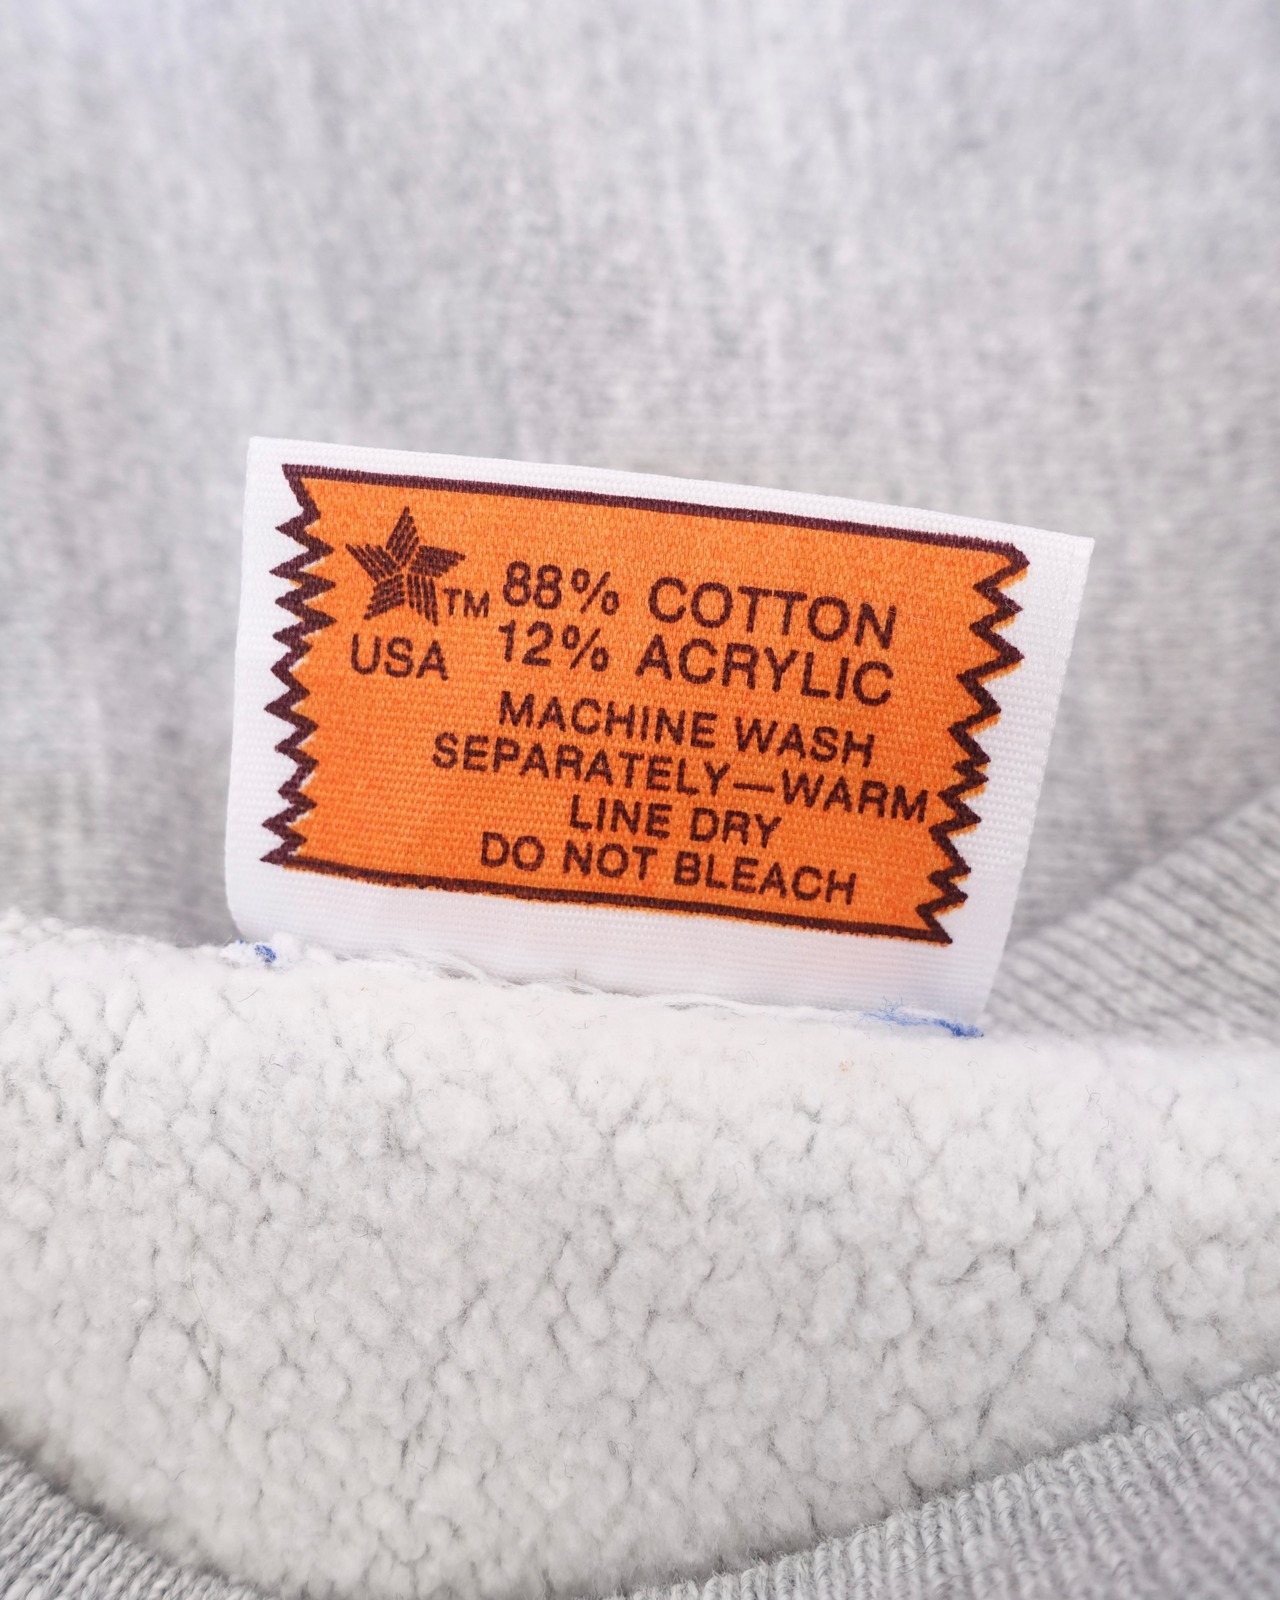 TM
USA
88% COTTON
12% ACRYLIC
MACHINE WASH
SEPARATELY—WARM
LINE DRY
DO NOT BLEACH